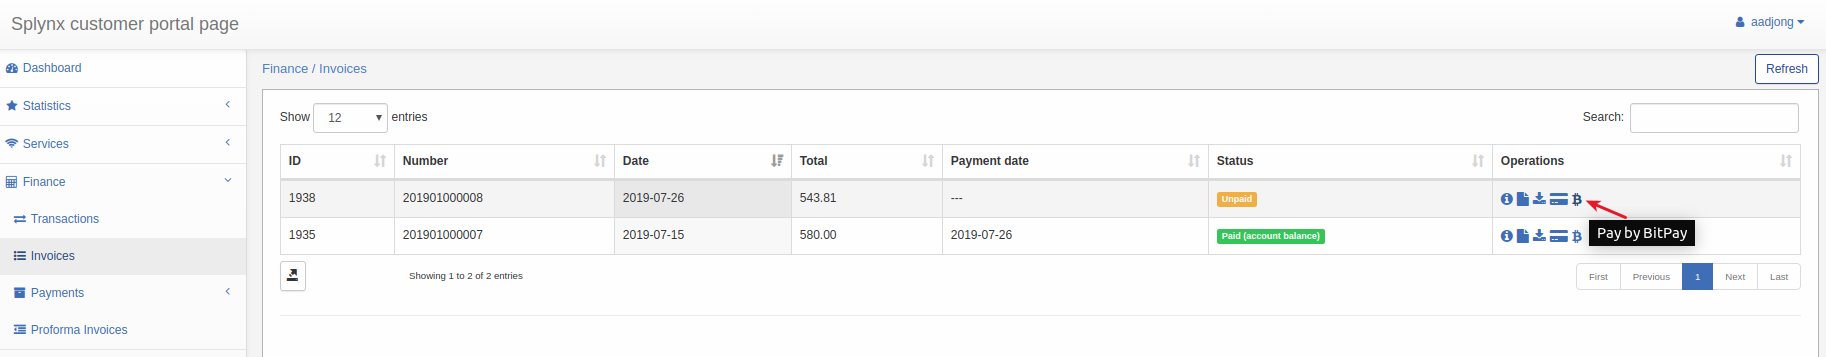 Splynx customer portal page
aadjong
Dashboard
Finance / Invoices
Refresh
Statistics
Services
Finance
Transactions
Invoices
Payments
Proforma Invoices
Show 12 entries
Search:
ID Number Date Total Payment date Status Operations
1938 201901000008 2019-07-26 543.81 --- Unpaid
1935 201901000007 2019-07-15 580.00 2019-07-26 Paid (account balance)
Pay by BitPay
Showing 1 to 2 of 2 entries
First Previous 1 Next Last